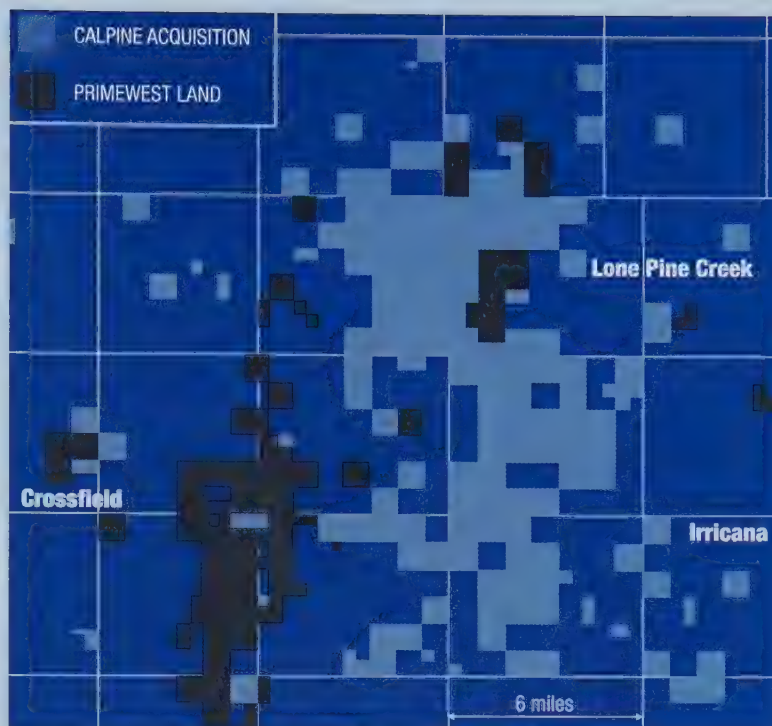 CALPINE ACQUISITION
PRIMEWEST LAND
Lone Pine Creek
Crossfield
Irricana
6 miles